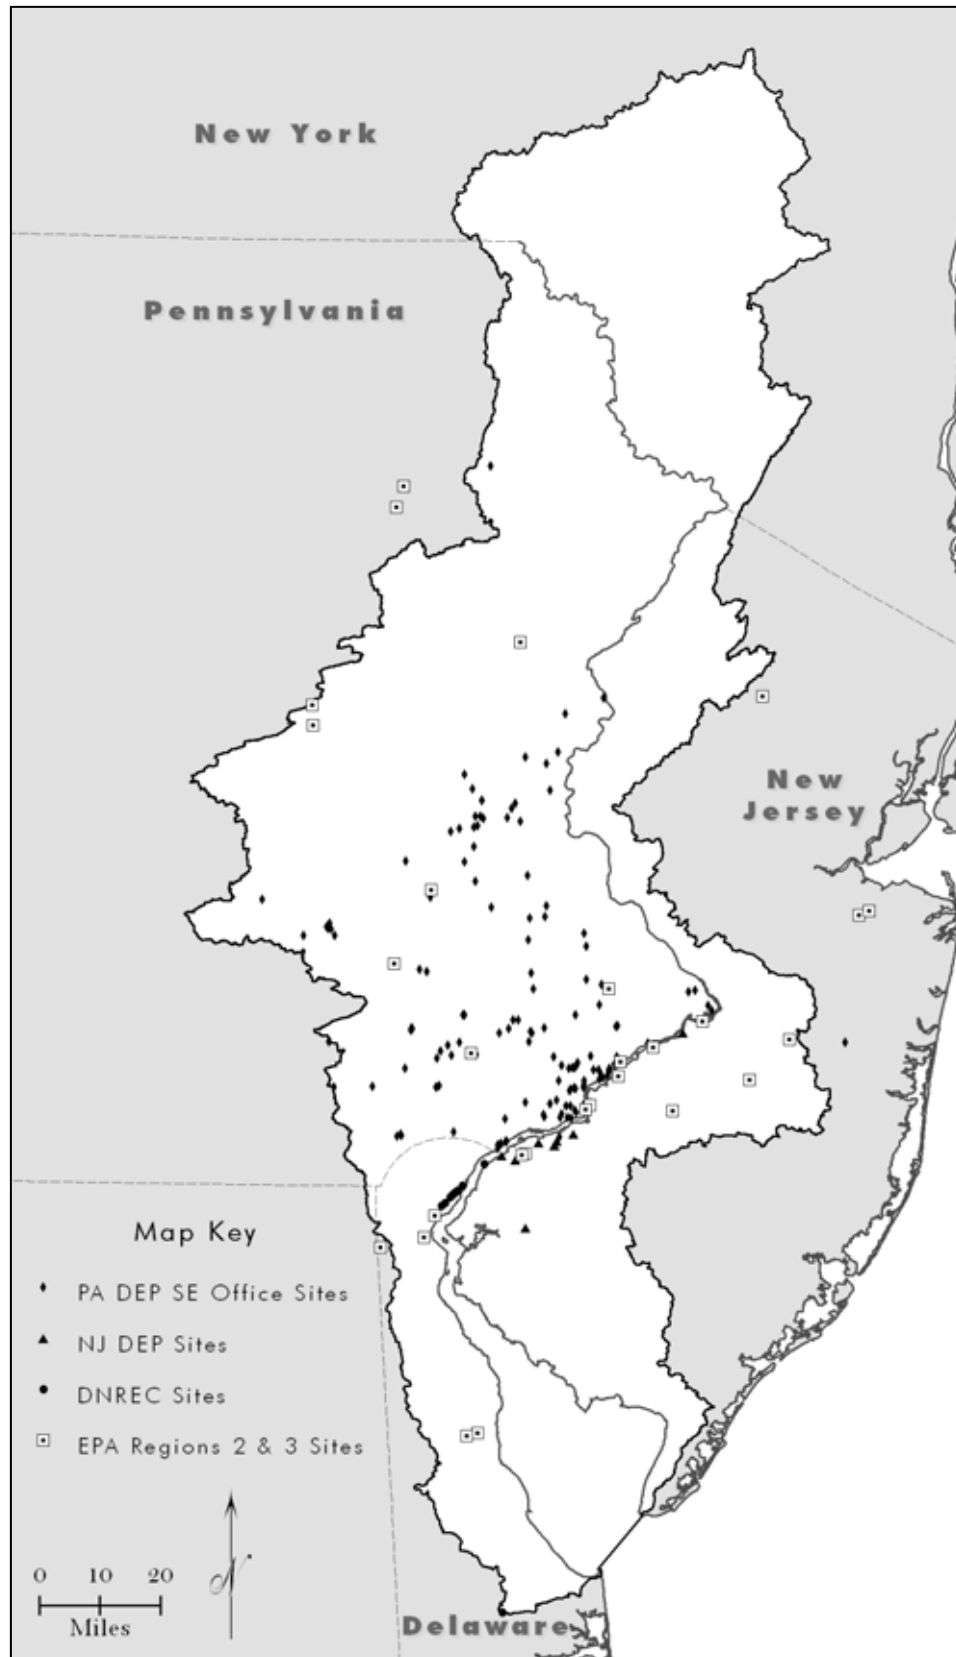 New York
Pennsylvania
New
Jersey
Map Key
PA DEP SE Office Sites
NJ DEP Sites
DNREC Sites
EPA Regions 2 & 3 Sites
0 10 20
Miles
N
Delaware